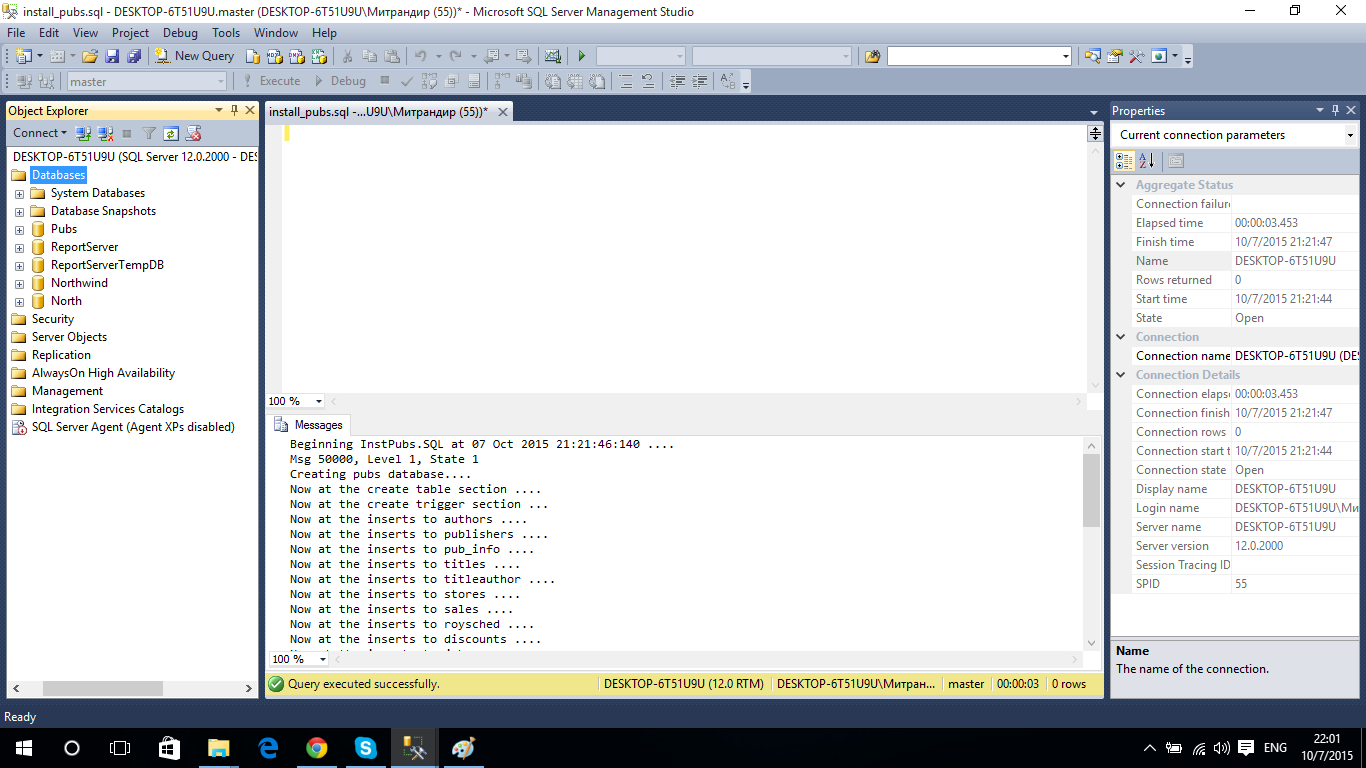 install_pubs.sql - DESKTOP-6T51U9U.master (DESKTOP-6T51U9U\Митрандир (55))* - Microsoft SQL Server Management Studio
File Edit View Project Debug Tools Window Help
New Query
master Execute Debug
Object Explorer
Connect
DESKTOP-6T51U9U (SQL Server 12.0.2000 - DES
Databases
System Databases
Database Snapshots
Pubs
ReportServer
ReportServerTempDB
Northwind
North
Security
Server Objects
Replication
AlwaysOn High Availability
Management
Integration Services Catalogs
SQL Server Agent (Agent XPs disabled)
install_pubs.sql -...U9U\Митрандир (55))*
100 %
Messages
Beginning InstPubs.SQL at 07 Oct 2015 21:21:46:140 ....
Msg 50000, Level 1, State 1
Creating pubs database....
Now at the create table section ....
Now at the create trigger section ...
Now at the inserts to authors ....
Now at the inserts to publishers ....
Now at the inserts to pub_info ....
Now at the inserts to titles ....
Now at the inserts to titleauthor ....
Now at the inserts to stores ....
Now at the inserts to sales ....
Now at the inserts to roysched ....
Now at the inserts to discounts ....
100 %
Query executed successfully. DESKTOP-6T51U9U (12.0 RTM) DESKTOP-6T51U9U\Митран... master 00:00:03 0 rows
Properties
Current connection parameters
Aggregate Status
Connection failure
Elapsed time 00:00:03.453
Finish time 10/7/2015 21:21:47
Name DESKTOP-6T51U9U
Rows returned 0
Start time 10/7/2015 21:21:44
State Open
Connection
Connection name DESKTOP-6T51U9U (DES
Connection Details
Connection elapse 00:00:03.453
Connection finish 10/7/2015 21:21:47
Connection rows 0
Connection start t 10/7/2015 21:21:44
Connection state Open
Display name DESKTOP-6T51U9U
Login name DESKTOP-6T51U9U\Ми
Server name DESKTOP-6T51U9U
Server version 12.0.2000
Session Tracing ID
SPID 55
Name
The name of the connection.
Ready
ENG
22:01
10/7/2015